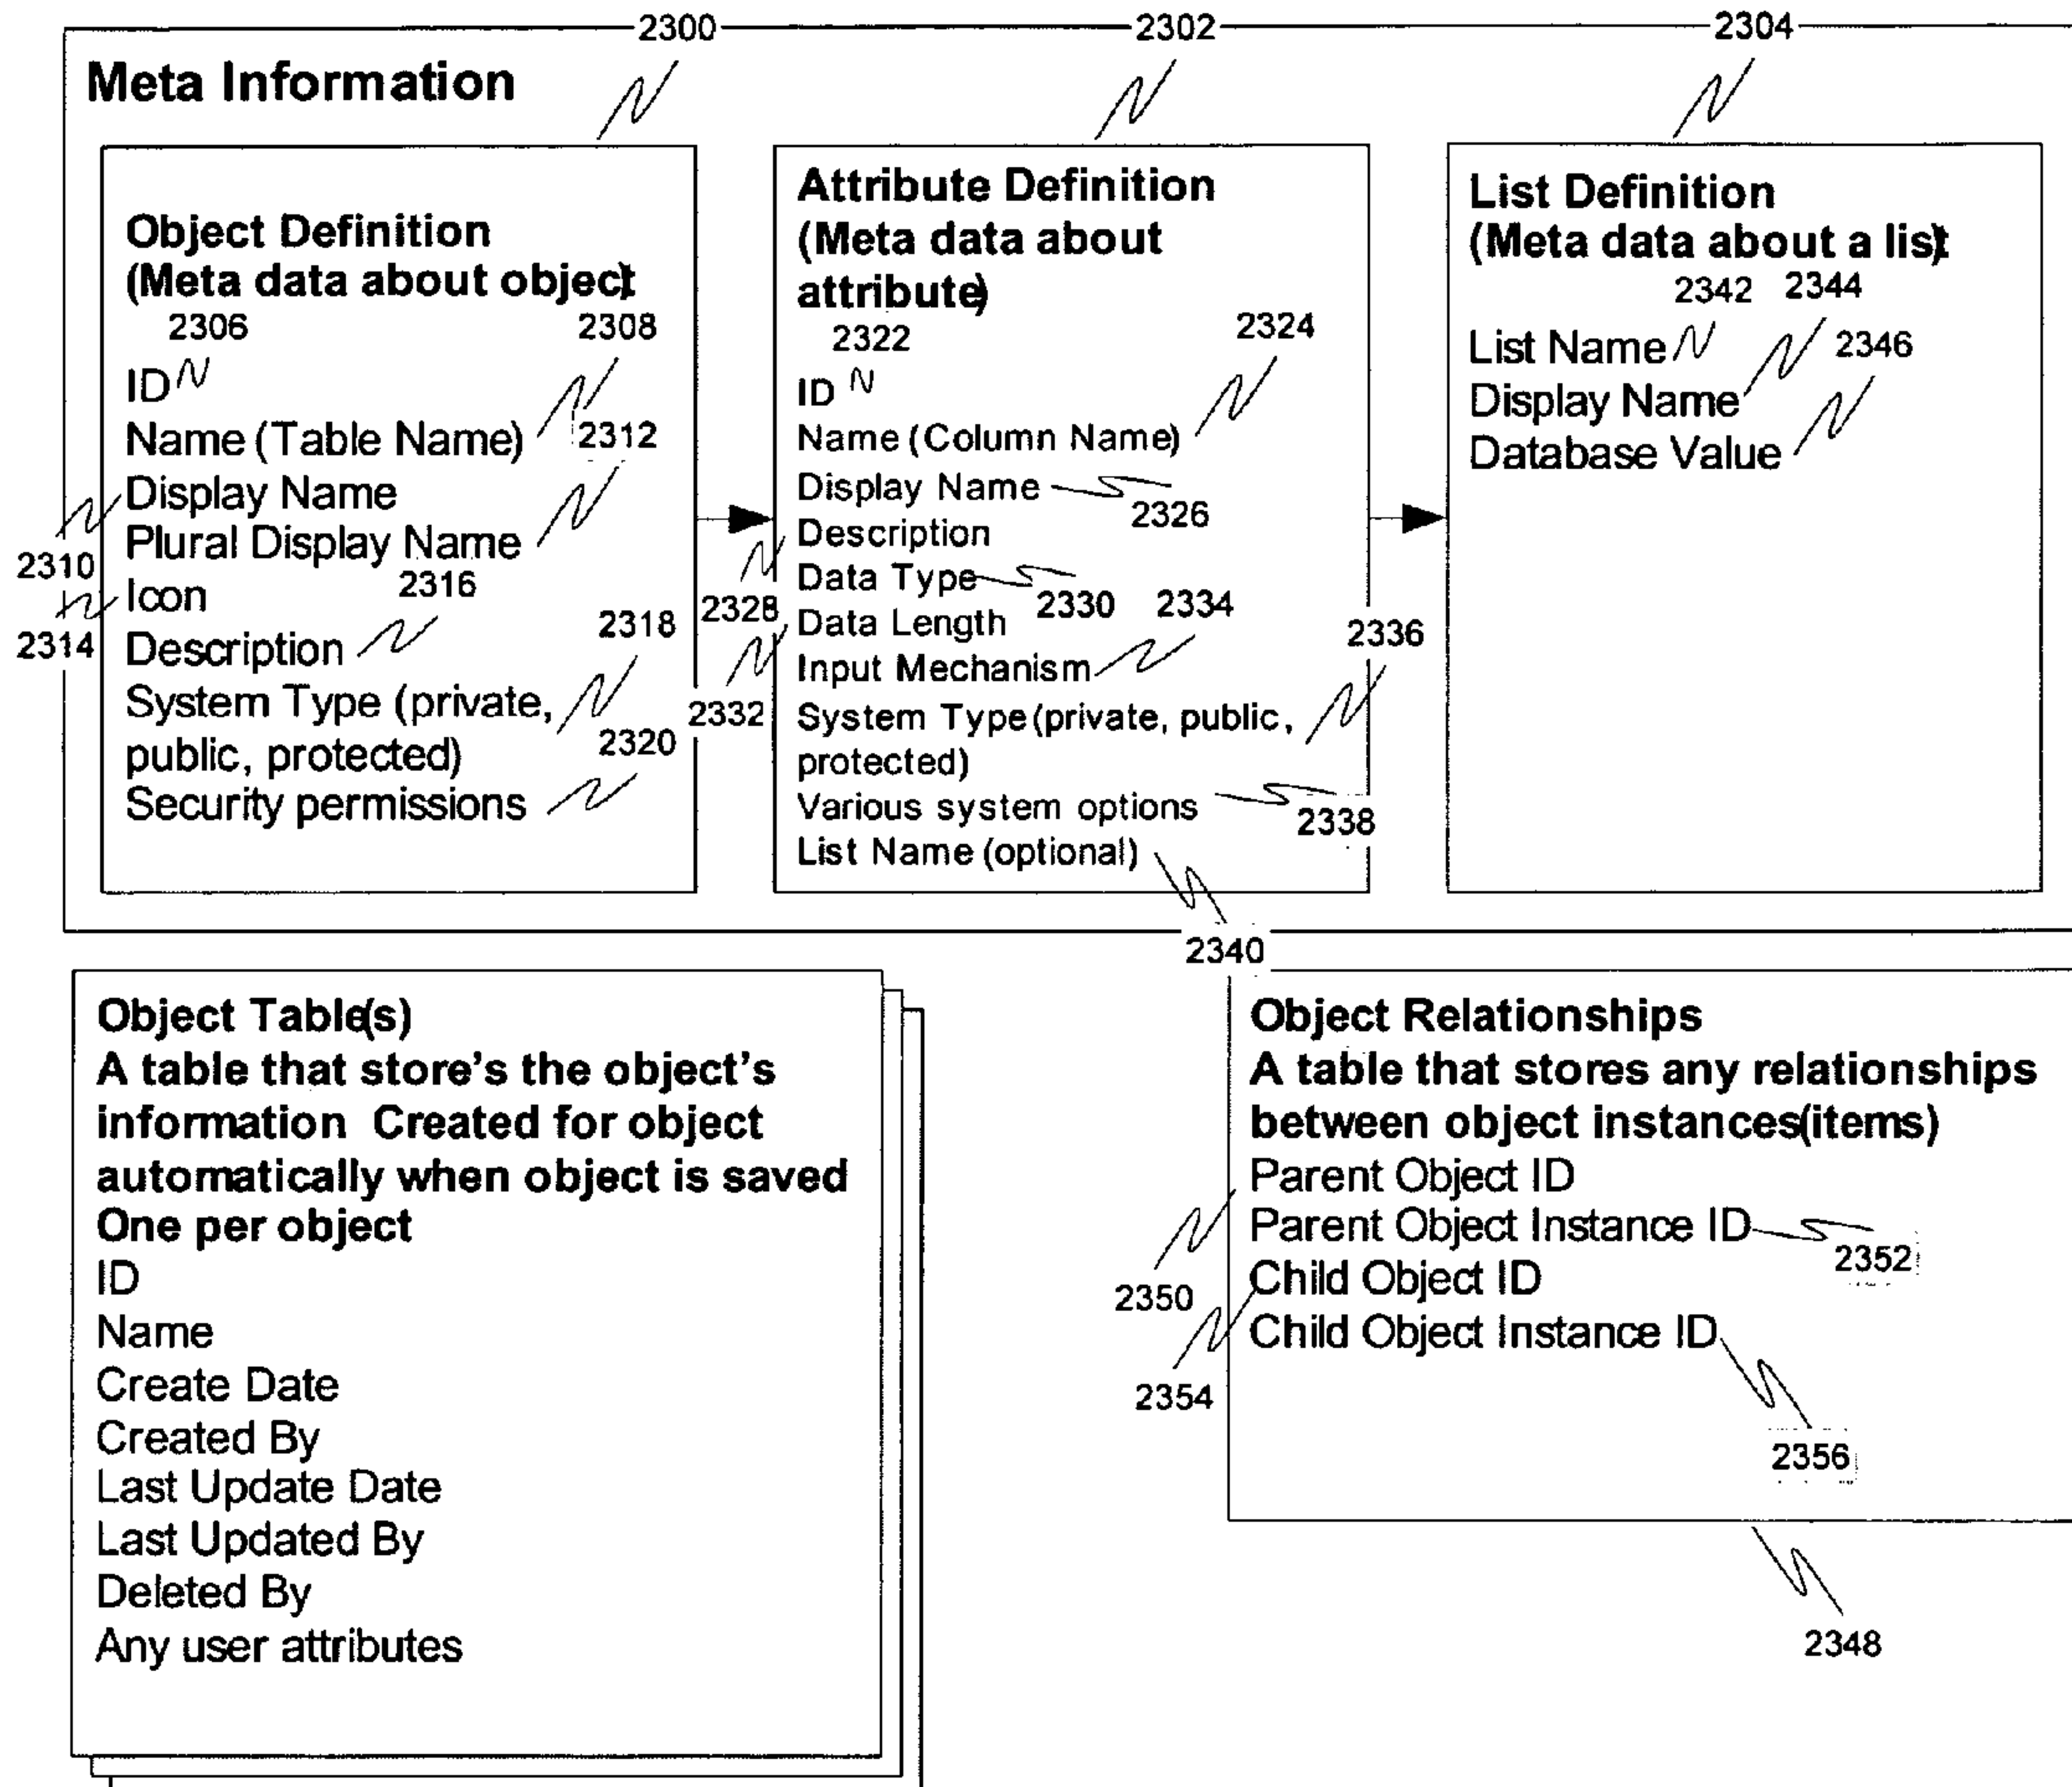 2300
2302
2304
Meta Information
Object Definition
(Meta data about object)
2306
2308
ID
Name (Table Name)
2312
Display Name
Plural Display Name
2310
2316
Icon
2314
Description
2318
System Type (private,
public, protected)
2320
Security permissions
Attribute Definition
(Meta data about
attribute)
2322
2324
ID
Name (Column Name)
Display Name
2326
Description
Data Type
2328
2330
2334
Data Length
2336
Input Mechanism
2332
System Type (private, public,
protected)
Various system options
2338
List Name (optional)
2340
List Definition
(Meta data about a list)
2342
2344
List Name
2346
Display Name
Database Value
Object Table(s)
A table that store's the object's
information Created for object
automatically when object is saved
One per object
ID
Name
Create Date
Created By
Last Update Date
Last Updated By
Deleted By
Any user attributes
Object Relationships
A table that stores any relationships
between object instances(items)
Parent Object ID
Parent Object Instance ID
2352
Child Object ID
2350
Child Object Instance ID
2354
2356
2348